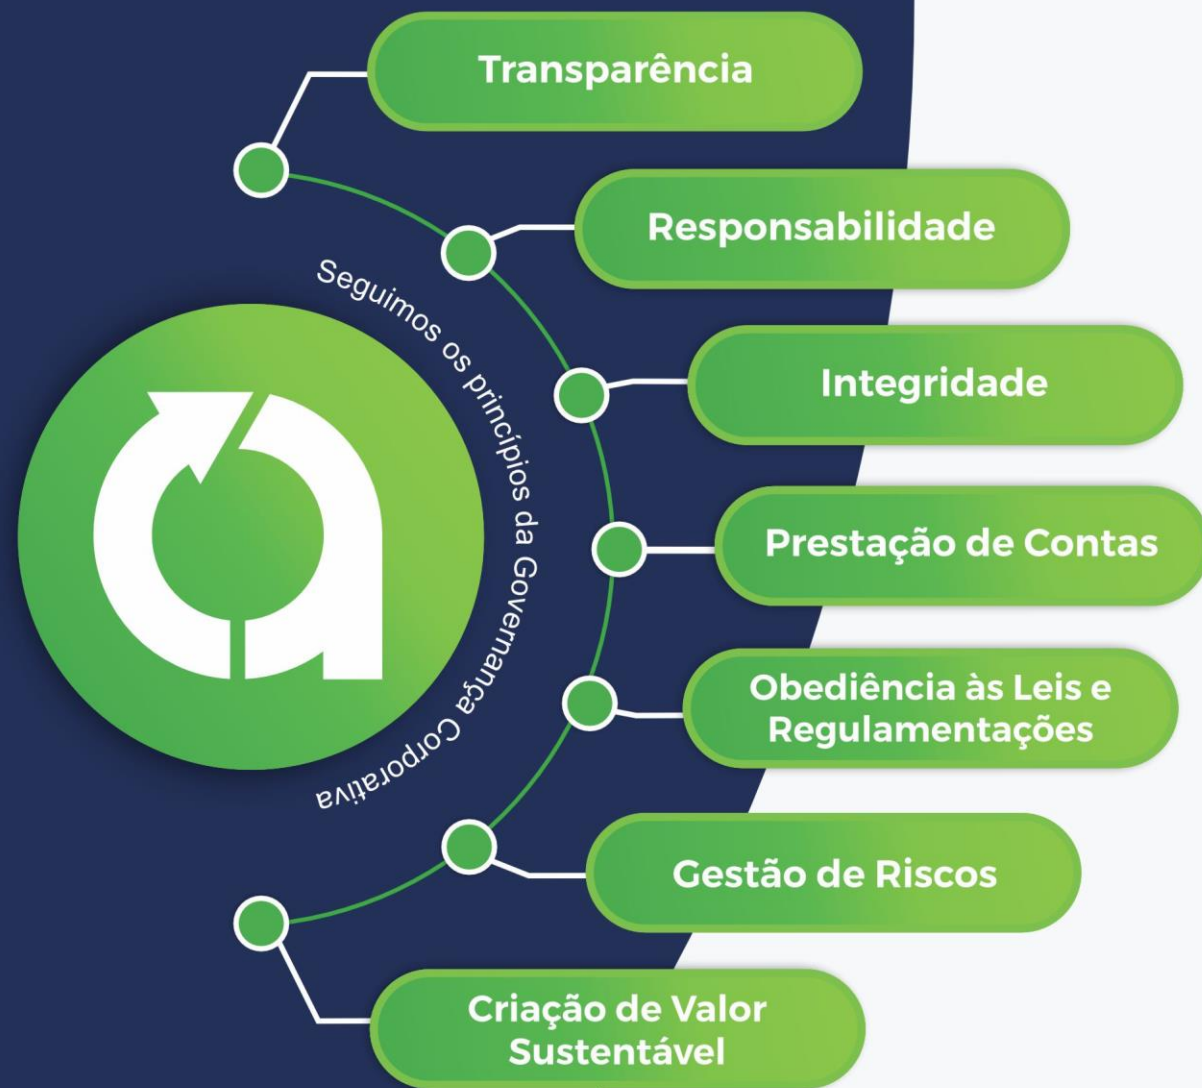 Transparência
Responsabilidade
Seguimos os princípios da Governança Corporativa
Integridade
Prestação de Contas
Obediência às Leis e
Regulamentações
Gestão de Riscos
Criação de Valor
Sustentável